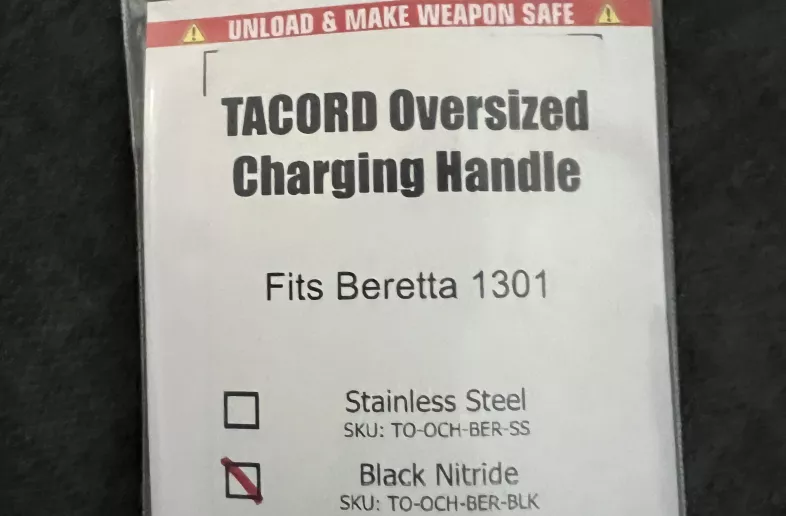 UNLOAD & MAKE WEAPON SAFE
TACORD Oversized
Charging Handle
Fits Beretta 1301
Stainless Steel
SKU: TO-OCH-BER-SS
Black Nitride
SKU: TO-OCH-BER-BLK